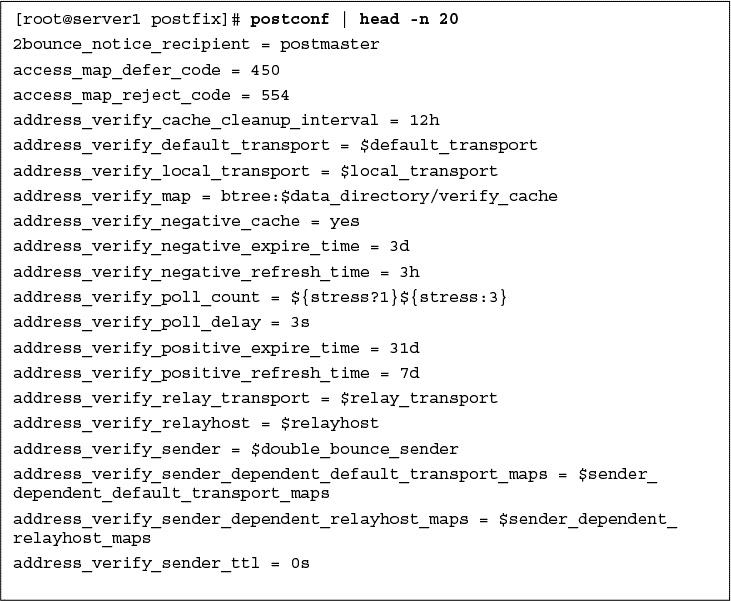 [root@server1 postfix]# postconf | head -n 20
2bounce_notice_recipient = postmaster
access_map_defer_code = 450
access_map_reject_code = 554
address_verify_cache_cleanup_interval = 12h
address_verify_default_transport = $default_transport
address_verify_local_transport = $local_transport
address_verify_map = btree:$data_directory/verify_cache
address_verify_negative_cache = yes
address_verify_negative_expire_time = 3d
address_verify_negative_refresh_time = 3h
address_verify_poll_count = ${stress?1}${stress:3}
address_verify_poll_delay = 3s
address_verify_positive_expire_time = 31d
address_verify_positive_refresh_time = 7d
address_verify_relay_transport = $relay_transport
address_verify_relayhost = $relayhost
address_verify_sender = $double_bounce_sender
address_verify_sender_dependent_default_transport_maps = $sender_
dependent_default_transport_maps
address_verify_sender_dependent_relayhost_maps = $sender_dependent_
relayhost_maps
address_verify_sender_ttl = 0s